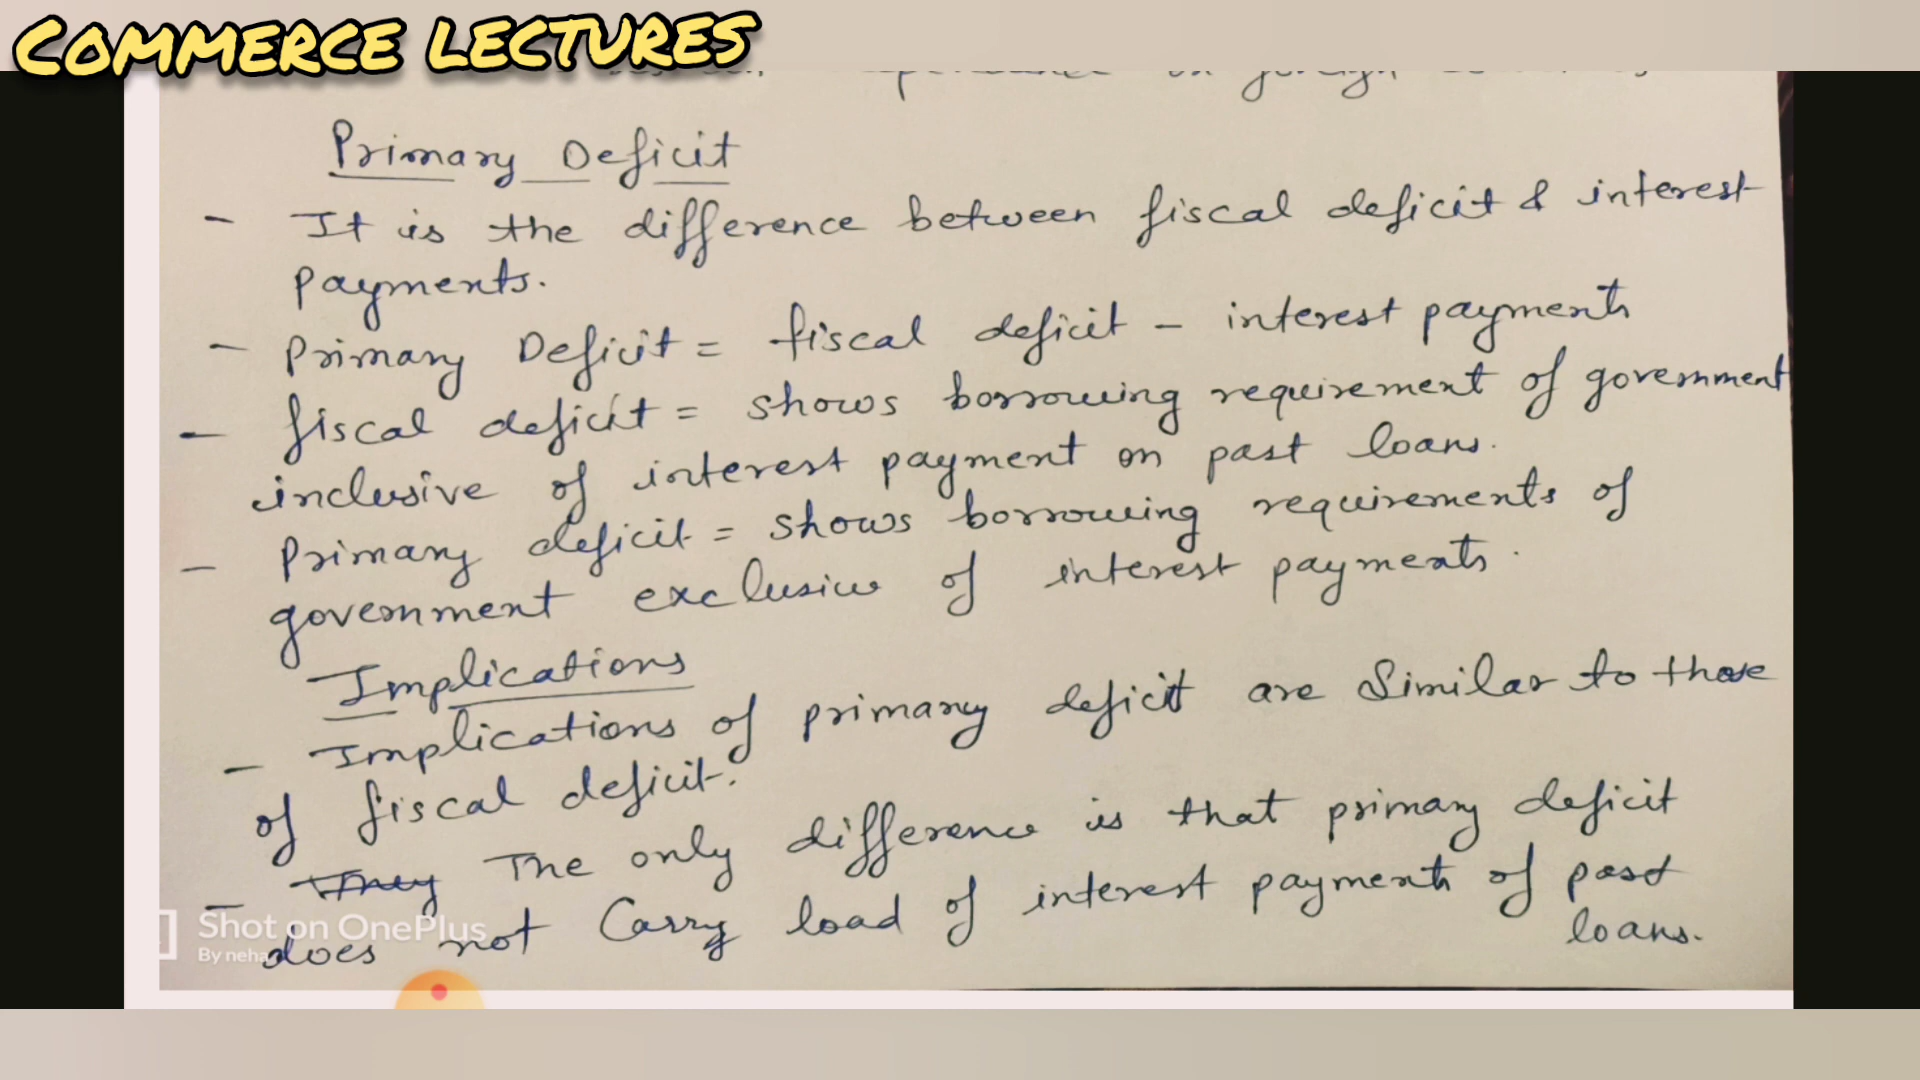 COMMERCE LECTURES
on foreign
Primary Deficit
- It is the difference between fiscal deficit & interest
payments.
- Primary Deficit = fiscal deficit - interest payments
- fiscal deficit = shows borrowing requirement of government
inclusive of interest payment on past loans.
- Primary deficit = shows borrowing requirements of
government exclusive of interest payments.
Implications
- Implications of primary deficit are similar to those
of fiscal deficit.
- They The only difference is that primary deficit
does not carry load of interest payments of past
loans.
Shot on OnePlus
By neha